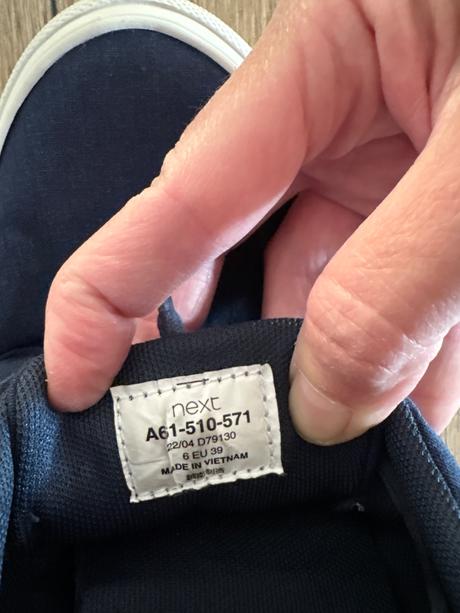 next
A61-510-571
22/04 D79130
6 EU 39
MADE IN VIETNAM